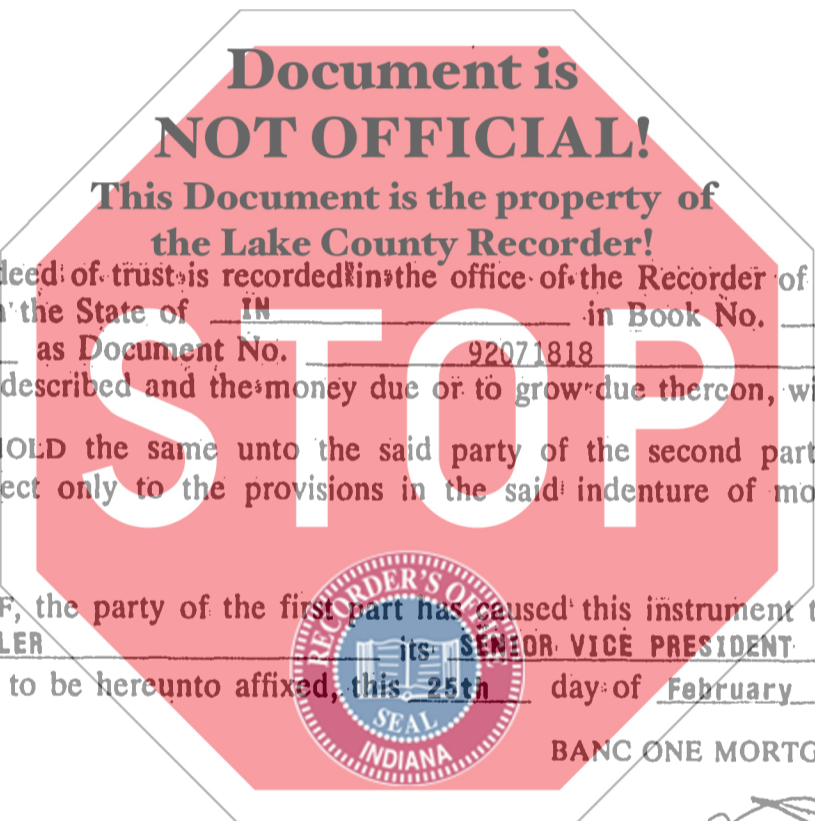 Document is
NOT OFFICIAL!
This Document is the property of
the Lake County Recorder!
deed of trust is recorded in the office of the Recorder of
the State of IN in Book No.
as Document No. 92071818
described and the money due or to grow due thereon, wi
STOP
HOLD the same unto the said party of the second part
ect only to the provisions in the said indenture of mo
F, the party of the first part has caused this instrument t
LER its SENIOR VICE PRESIDENT
to be hereunto affixed, this 25th day of February
RECORDER'S OFFICE
SEAL
INDIANA
BANC ONE MORTG